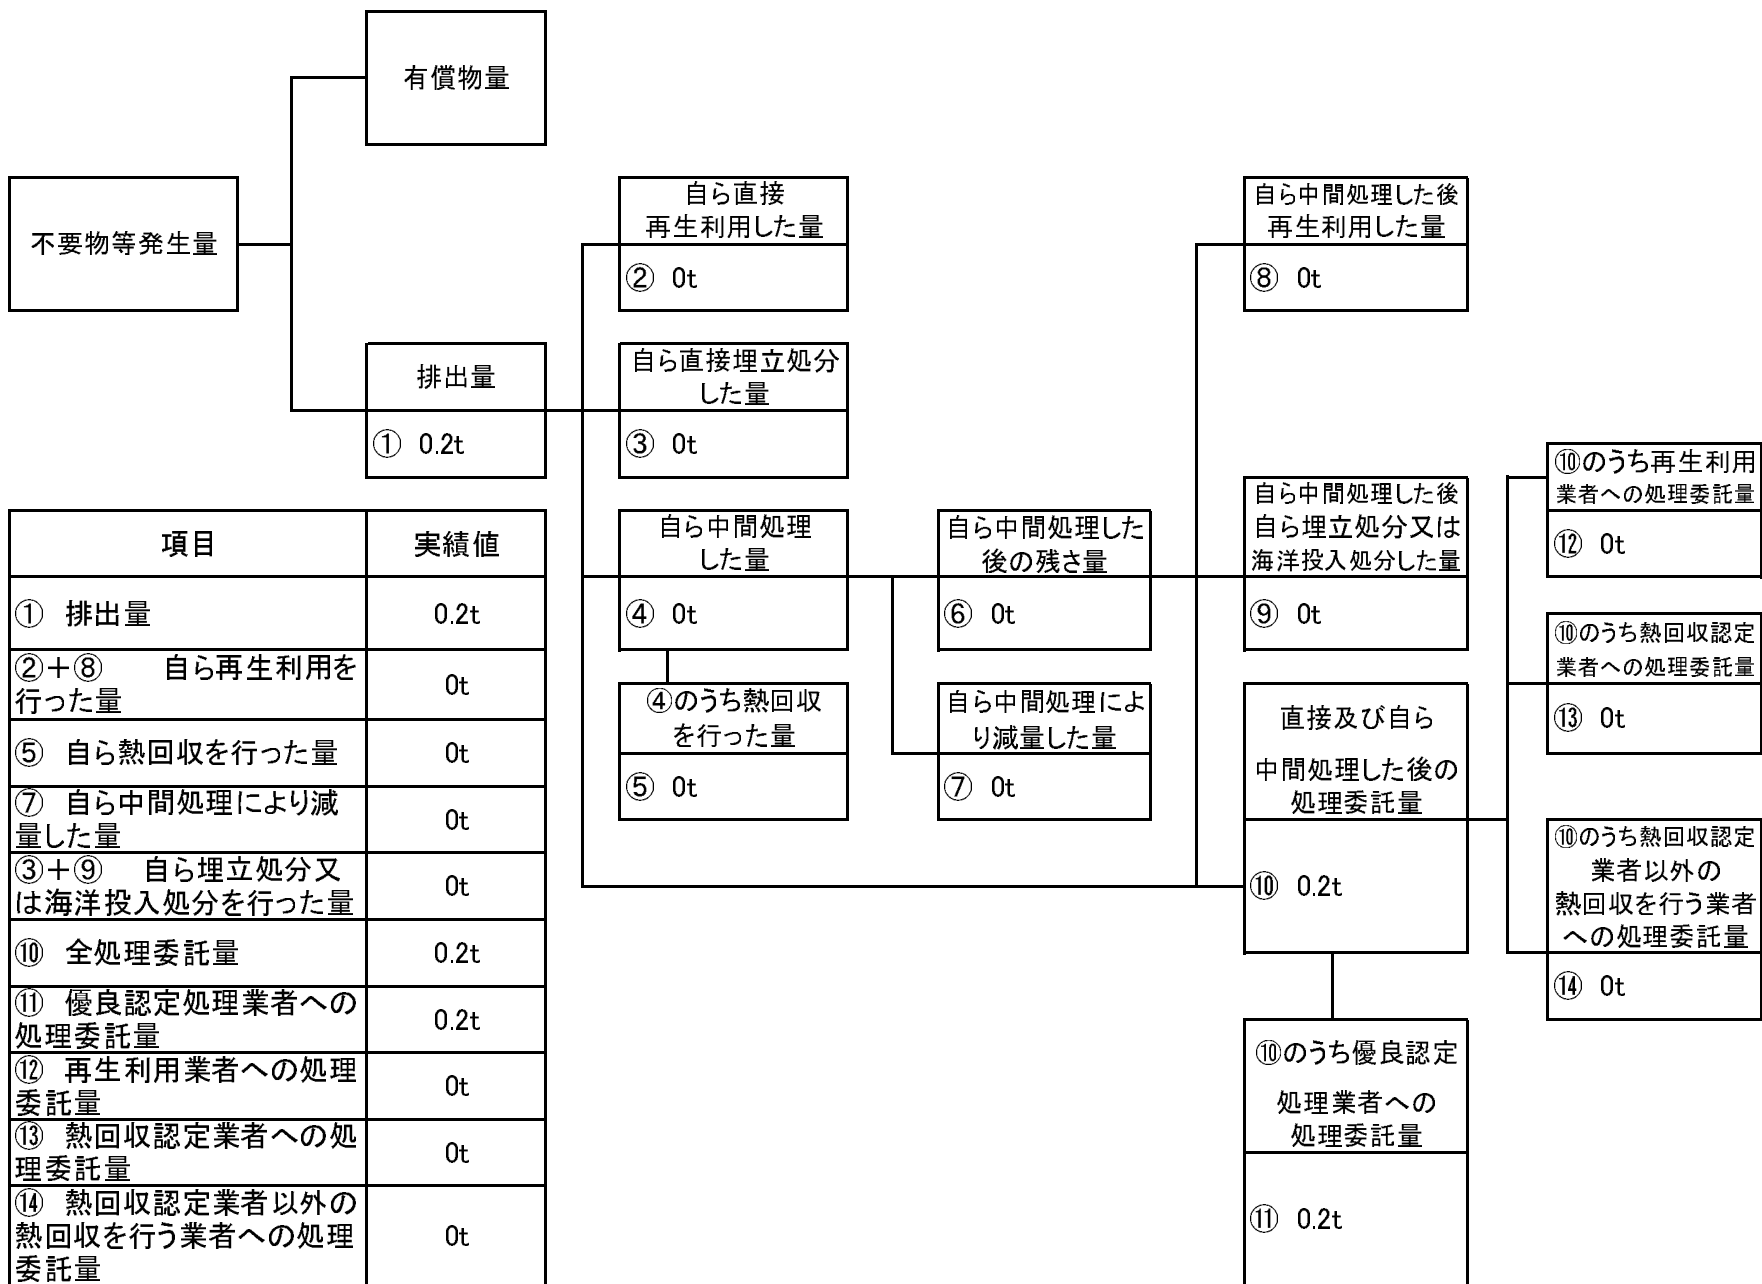 有償物量
不要物等発生量
自ら直接
再生利用した量
② 0t
自ら中間処理した後
再生利用した量
⑧ 0t
排出量
① 0.2t
自ら直接埋立処分
した量
③ 0t
項目
実績値
① 排出量
0.2t
②＋⑧ 自ら再生利用を
行った量
0t
⑤ 自ら熱回収を行った量
0t
⑦ 自ら中間処理により減
量した量
0t
③＋⑨ 自ら埋立処分又
は海洋投入処分を行った量
0t
⑩ 全処理委託量
0.2t
⑪ 優良認定処理業者への
処理委託量
0.2t
⑫ 再生利用業者への処理
委託量
0t
⑬ 熱回収認定業者への処
理委託量
0t
⑭ 熱回収認定業者以外の
熱回収を行う業者への処理
委託量
0t
自ら中間処理
した量
④ 0t
④のうち熱回収
を行った量
⑤ 0t
自ら中間処理した
後の残さ量
⑥ 0t
自ら中間処理によ
り減量した量
⑦ 0t
自ら中間処理した後
自ら埋立処分又は
海洋投入処分した量
⑨ 0t
直接及び自ら
中間処理した後の
処理委託量
⑩ 0.2t
⑩のうち優良認定
処理業者への
処理委託量
⑪ 0.2t
⑩のうち再生利用
業者への処理委託量
⑫ 0t
⑩のうち熱回収認定
業者への処理委託量
⑬ 0t
⑩のうち熱回収認定
業者以外の
熱回収を行う業者
への処理委託量
⑭ 0t